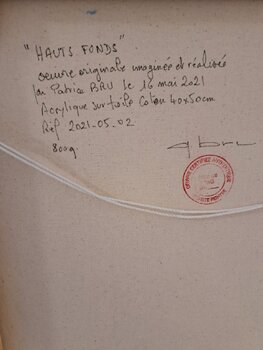 "HAUTS FONDS"
oeuvre originale imaginée et réalisée
par Patrice BRU le 16 mai 2021
Acrylique sur toile Coton 40x50cm
Réf 2021-05-02
800g